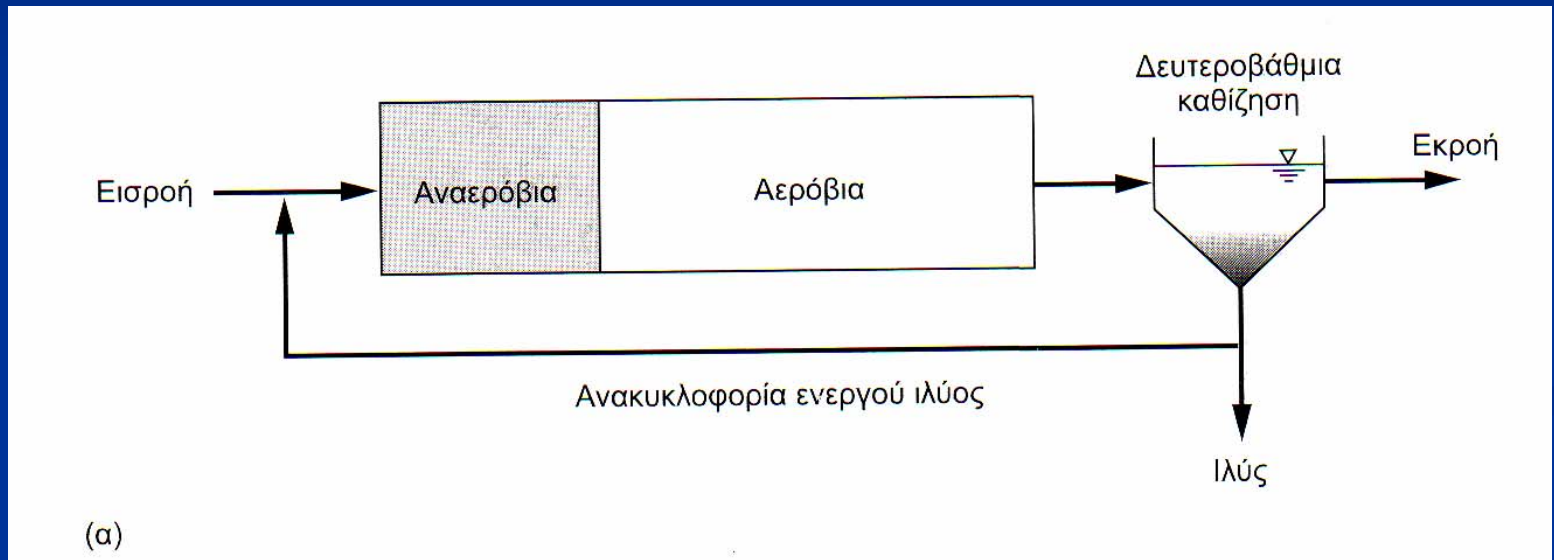 Δευτεροβάθμια
καθίζηση
Εκροή
Εισροή
Αναερόβια
Αερόβια
Ανακυκλοφορία ενεργού ιλύος
Ιλύς
(α)